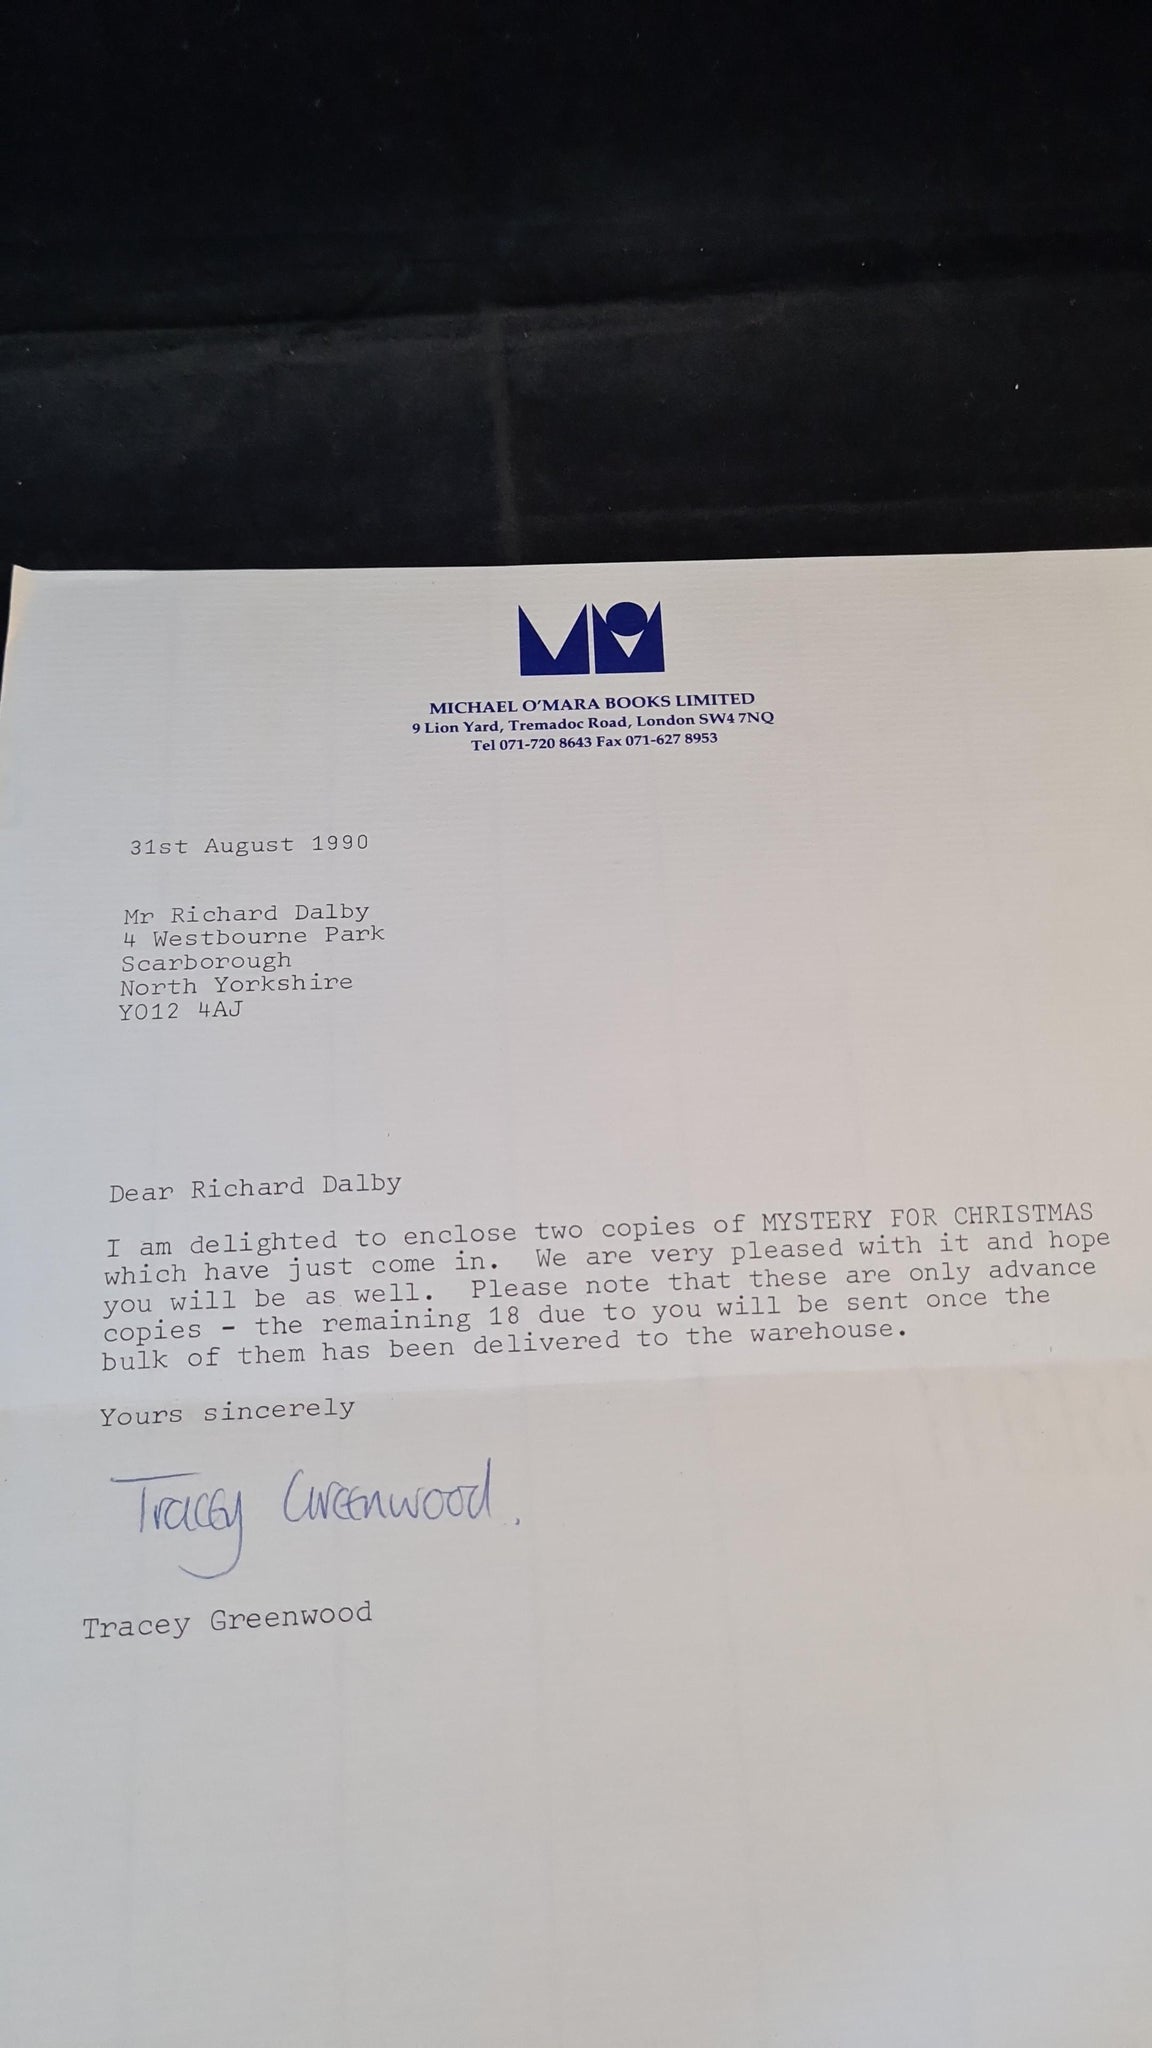 MICHAEL O'MARA BOOKS LIMITED
9 Lion Yard, Tremadoc Road, London SW4 7NQ
Tel 071-720 8643 Fax 071-627 8953
31st August 1990
Mr Richard Dalby
4 Westbourne Park
Scarborough
North Yorkshire
YO12 4AJ
Dear Richard Dalby
I am delighted to enclose two copies of MYSTERY FOR CHRISTMAS
which have just come in. We are very pleased with it and hope
you will be as well. Please note that these are only advance
copies - the remaining 18 due to you will be sent once the
bulk of them has been delivered to the warehouse.
Yours sincerely
Tracey Greenwood.
Tracey Greenwood